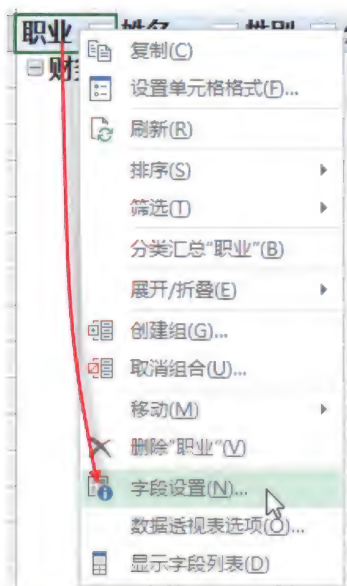 职业 姓名 性别
财
复制(C)
设置单元格格式(F)...
刷新(R)
排序(S)
筛选(T)
分类汇总"职业"(B)
展开/折叠(E)
创建组(G)...
取消组合(U)...
移动(M)
删除"职业"(V)
字段设置(N)...
数据透视表选项(O)...
显示字段列表(D)